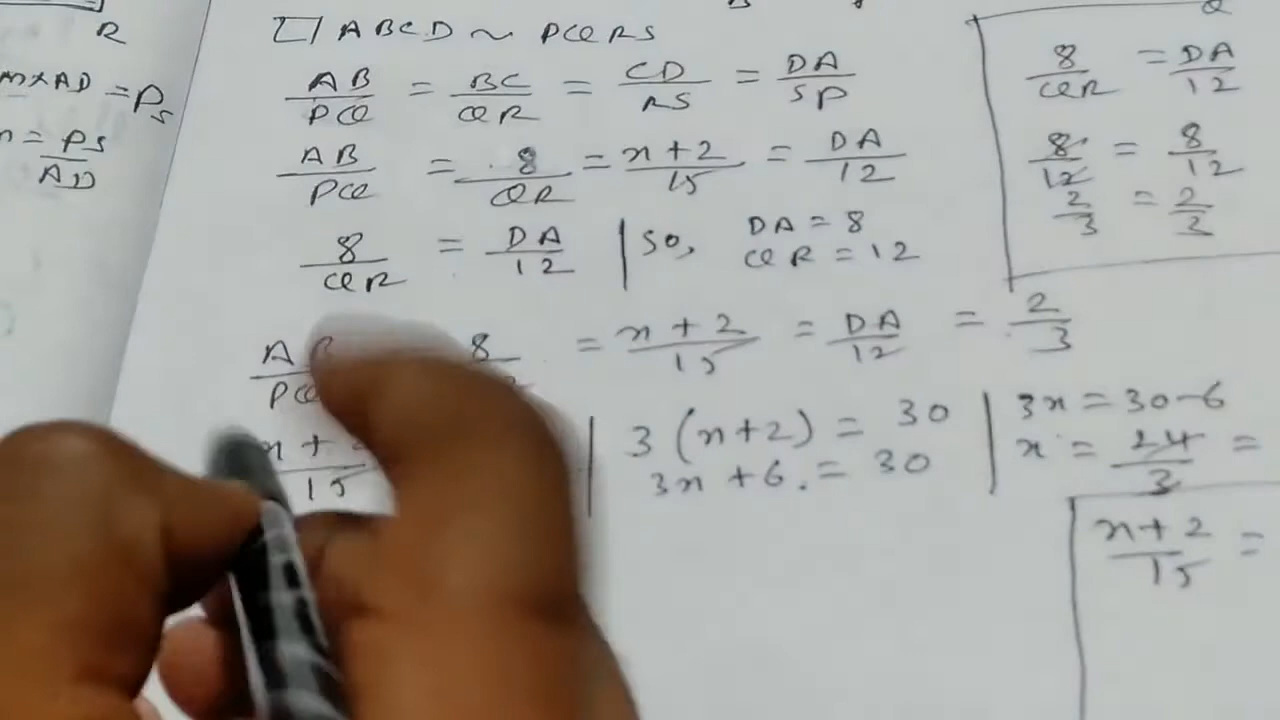 R
m×AD = PS
n = PS/AD
□ ABCD ~ PQRS
AB/PQ = BC/QR = CD/RS = DA/SP
AB/PQ = 8/QR = x+2/15 = DA/12
8/QR = DA/12 | So, DA = 8
QR = 12
AB/PQ 8 = x+2/15 = DA/12 = 2/3
x + /15 | 3(x+2) = 30 | 3x = 30-6
3x + 6 . = 30 x = 24/3 =
x+2/15 =
Q
8/QR = DA/12
8/12 = 8/12
2/3 = 2/3